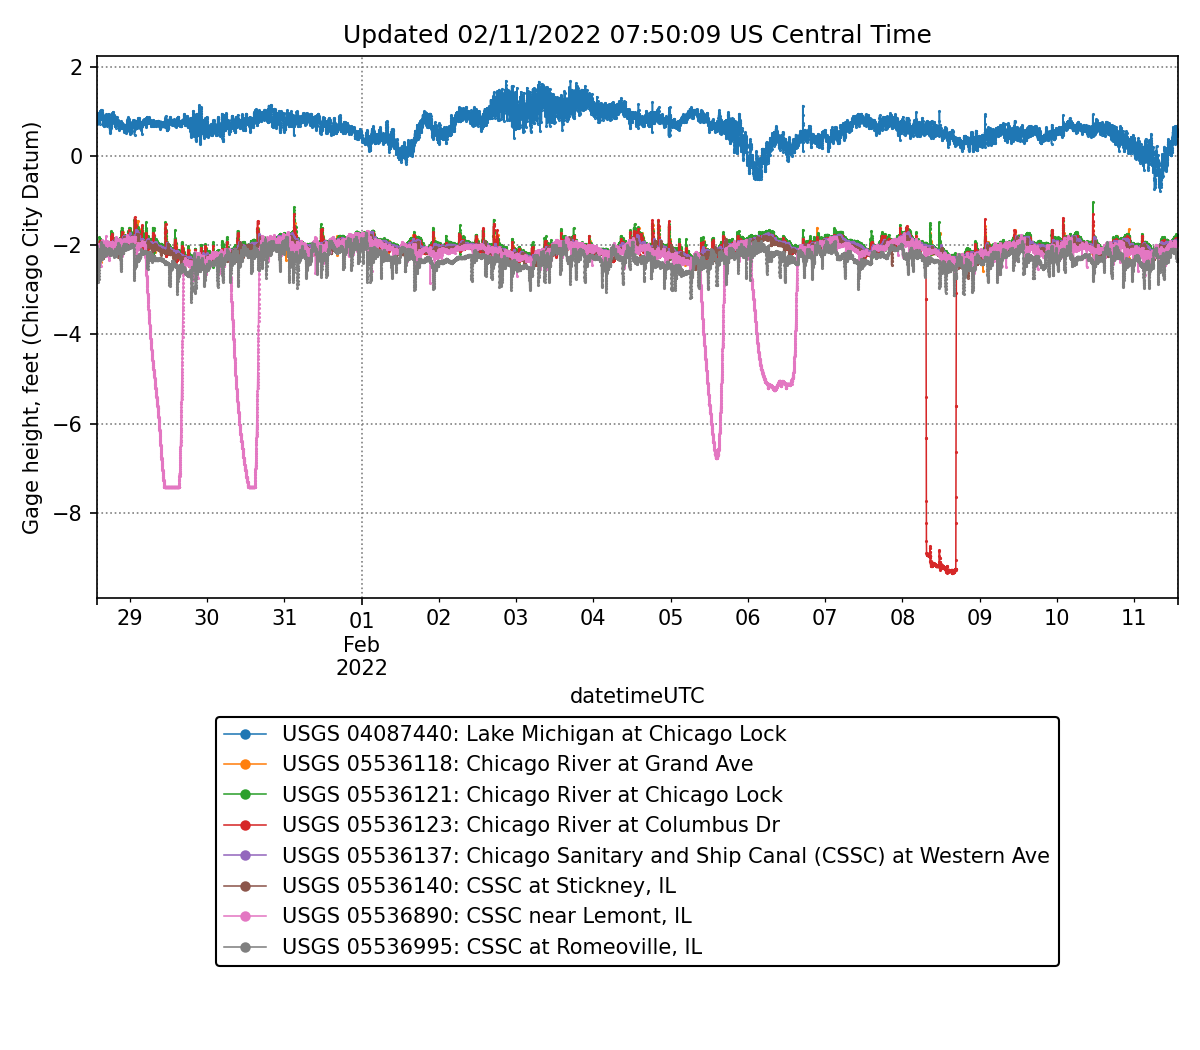 Updated 02/11/2022 07:50:09 US Central Time
Gage height, feet (Chicago City Datum)
2
0
−2
−4
−6
−8
29 30 31 01 02 03 04 05 06 07 08 09 10 11
Feb
2022
datetimeUTC
USGS 04087440: Lake Michigan at Chicago Lock
USGS 05536118: Chicago River at Grand Ave
USGS 05536121: Chicago River at Chicago Lock
USGS 05536123: Chicago River at Columbus Dr
USGS 05536137: Chicago Sanitary and Ship Canal (CSSC) at Western Ave
USGS 05536140: CSSC at Stickney, IL
USGS 05536890: CSSC near Lemont, IL
USGS 05536995: CSSC at Romeoville, IL